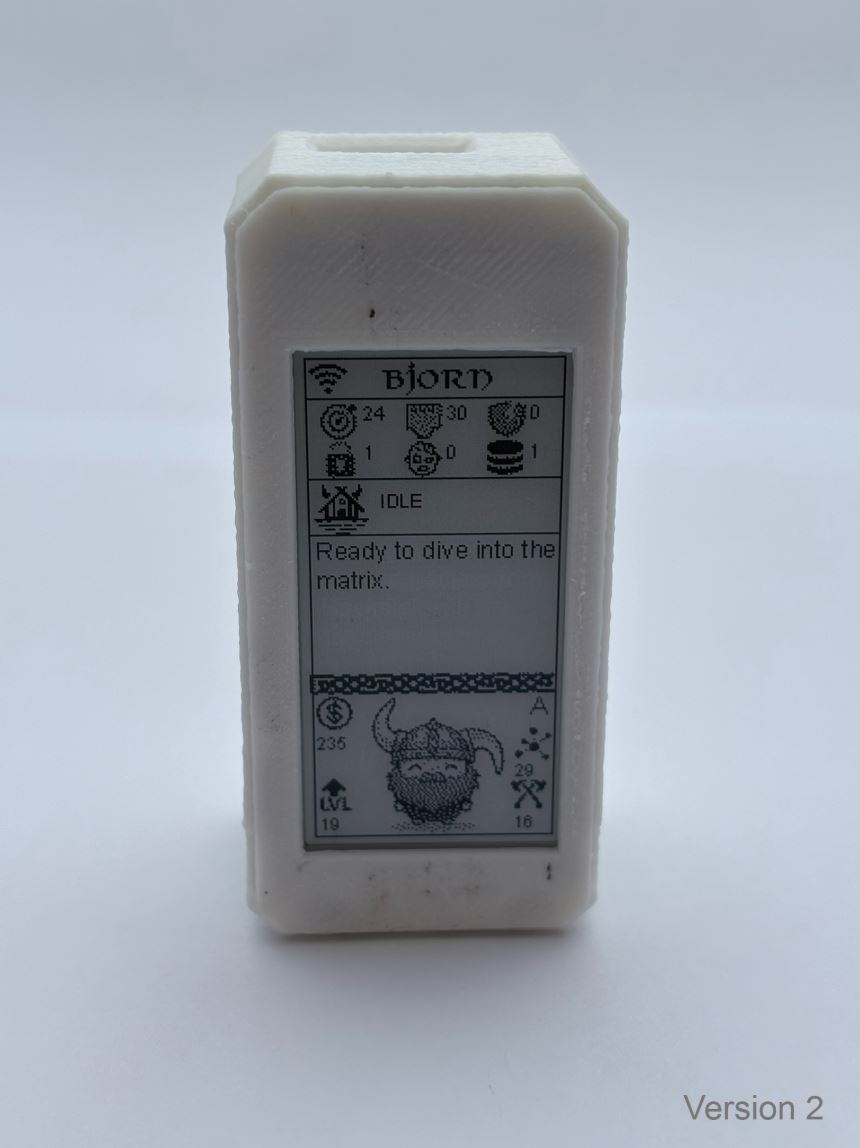 BJORN
24 30 0
1 0 1
IDLE
Ready to dive into the
matrix.
$ A
235
29
LVL
19 16
Version 2